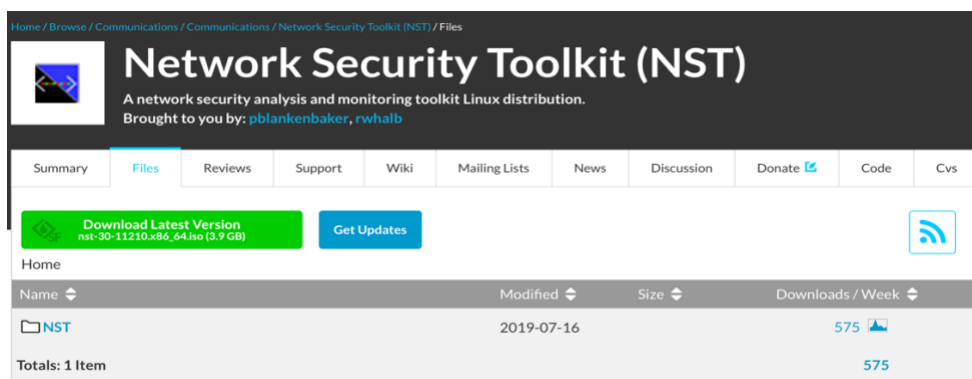 Home / Browse / Communications / Communications / Network Security Toolkit (NST) / Files
Network Security Toolkit (NST)
A network security analysis and monitoring toolkit Linux distribution.
Brought to you by: pblankenbaker, rwhalb
Summary Files Reviews Support Wiki Mailing Lists News Discussion Donate Code Cvs
Download Latest Version
nst-30-11210.x86_64.iso (3.9 GB)
SF
Get Updates
Home
Name Modified Size Downloads / Week
NST 2019-07-16 575
Totals: 1 Item 575